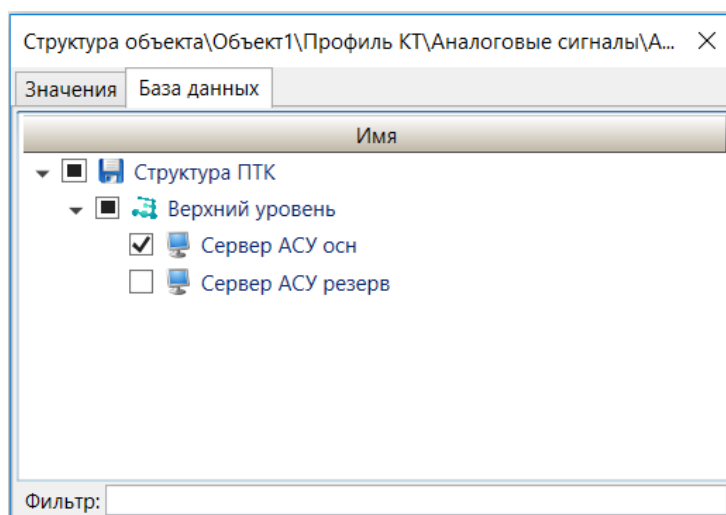 Структура объекта\Объект1\Профиль КТ\Аналоговые сигналы\А...
Значения База данных
Имя
Структура ПТК
Верхний уровень
Сервер АСУ осн
Сервер АСУ резерв
Фильтр: